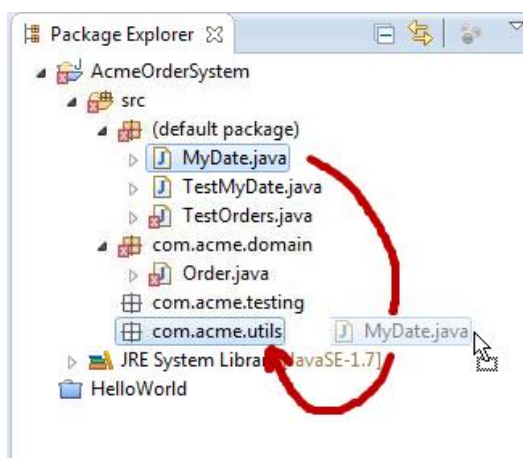 Package Explorer
AcmeOrderSystem
src
(default package)
MyDate.java
TestMyDate.java
TestOrders.java
com.acme.domain
Order.java
com.acme.testing
com.acme.utils MyDate.java
JRE System Library [JavaSE-1.7]
HelloWorld